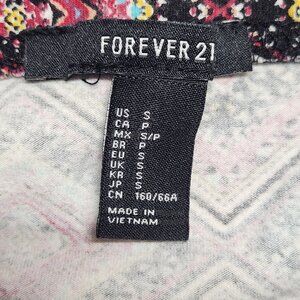 FOREVER 21
US S
CA P
MX S/P
BR P
EU S
UK S
KR S
JP S
CN 160/66A
MADE IN
VIETNAM